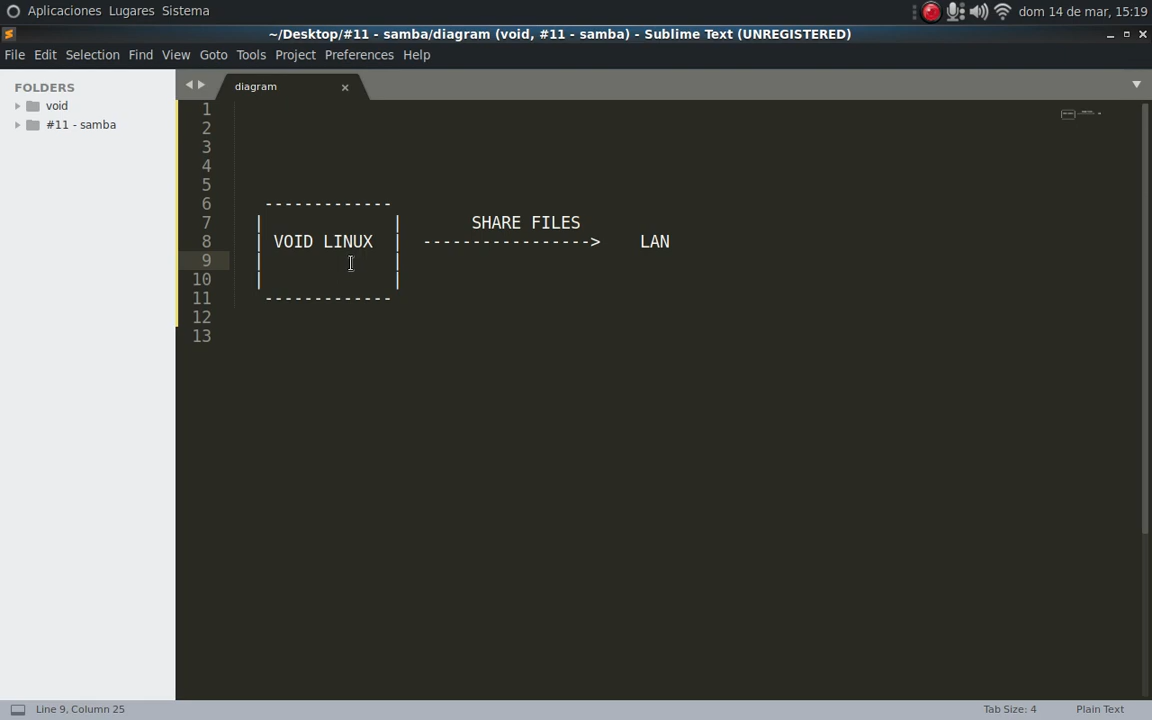 Aplicaciones Lugares Sistema dom 14 de mar, 15:19
~/Desktop/#11 - samba/diagram (void, #11 - samba) - Sublime Text (UNREGISTERED)
File Edit Selection Find View Goto Tools Project Preferences Help
FOLDERS
void
#11 - samba
diagram
1
2
3
4
5
6 -------------
7 | | SHARE FILES
8 | VOID LINUX | -----------------> LAN
9 | |
10 | |
11 -------------
12
13
Line 9, Column 25 Tab Size: 4 Plain Text